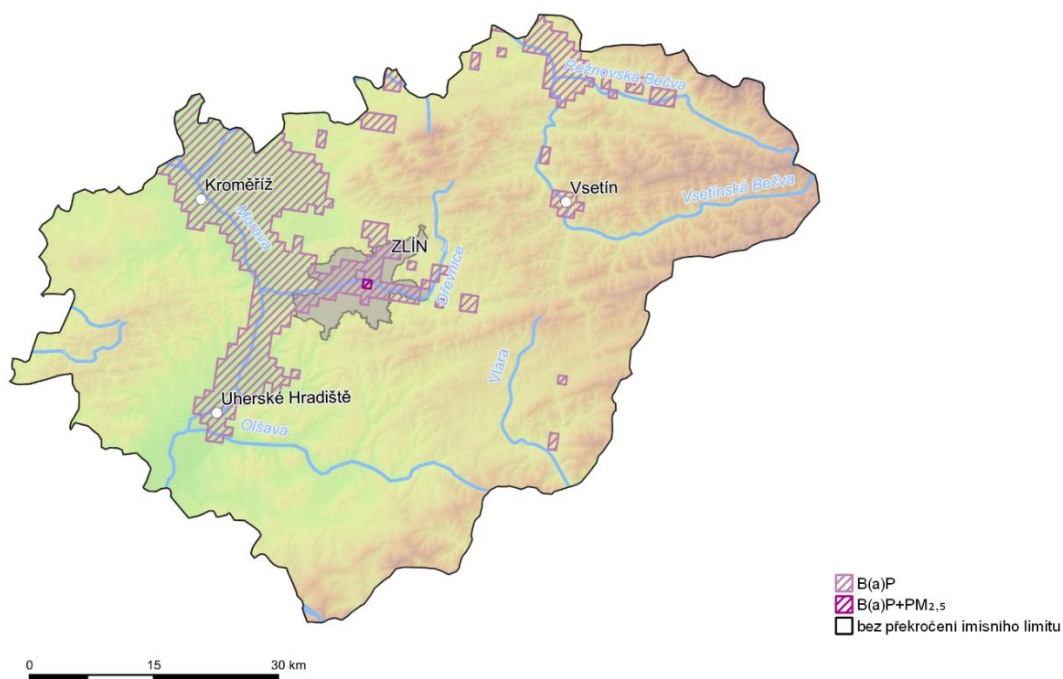 Rožnovska Bečva
Kroměříž
Vsetín
Vsetínská Bečva
Morava
ZLÍN
Dřevnice
Vlára
Uherské Hradiště
Olšava
B(a)P
B(a)P+PM₂,₅
bez překročení imisního limitu
0 15 30 km